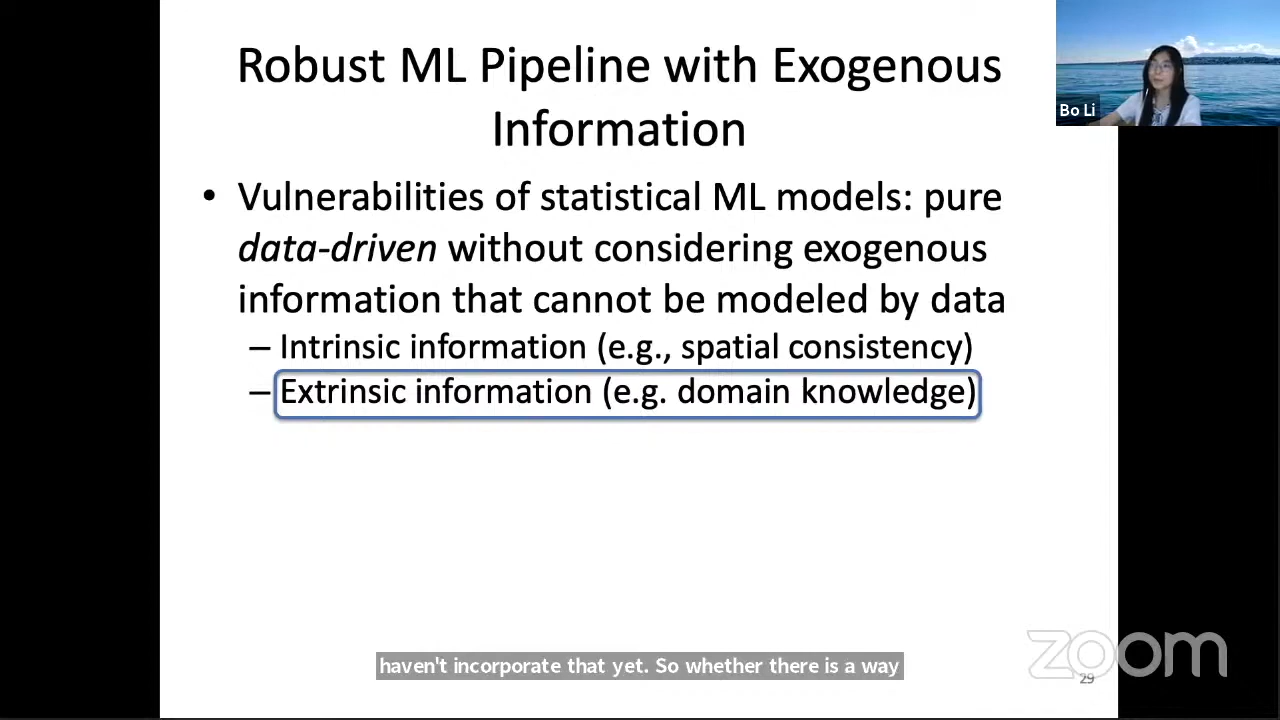 Robust ML Pipeline with Exogenous
Information
• Vulnerabilities of statistical ML models: pure
data-driven without considering exogenous
information that cannot be modeled by data
– Intrinsic information (e.g., spatial consistency)
– Extrinsic information (e.g. domain knowledge)
Bo Li
haven't incorporate that yet. So whether there is a way
zoom
29